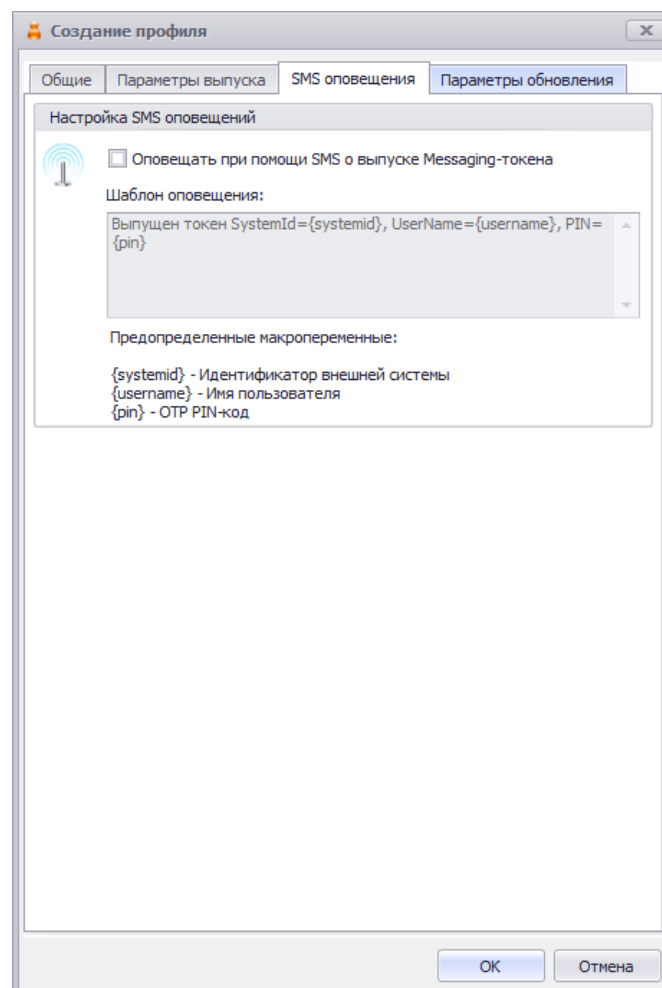 Создание профиля
Общие
Параметры выпуска
SMS оповещения
Параметры обновления
Настройка SMS оповещений
Оповещать при помощи SMS о выпуске Messaging-токена
Шаблон оповещения:
Выпущен токен SystemId={systemid}, UserName={username}, PIN=
{pin}
Предопределенные макропеременные:
{systemid} - Идентификатор внешней системы
{username} - Имя пользователя
{pin} - OTP PIN-код
OK
Отмена